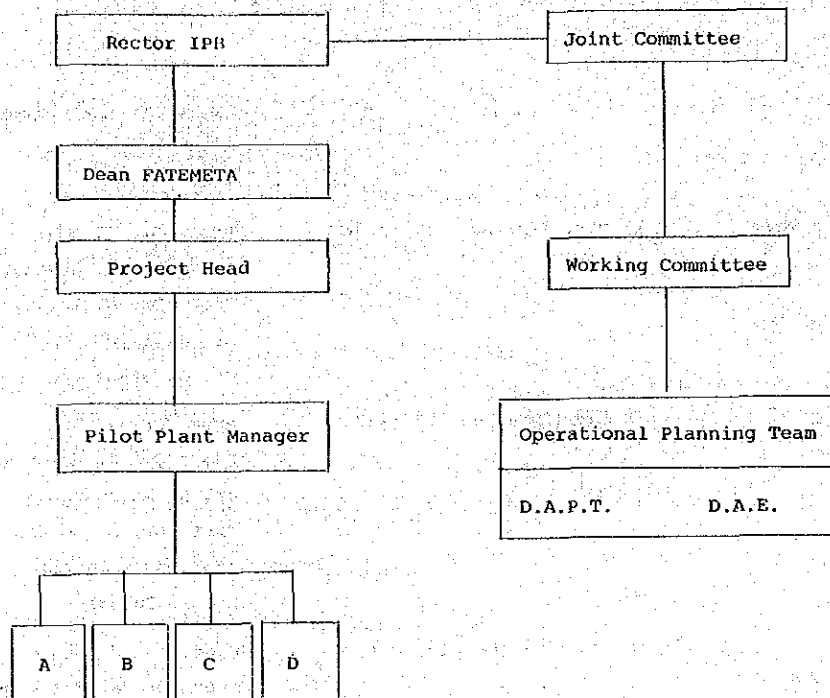 Rector IPB
Joint Committee
Dean FATEMETA
Project Head
Working Committee
Pilot Plant Manager
Operational Planning Team
D.A.P.T. D.A.E.
A B C D